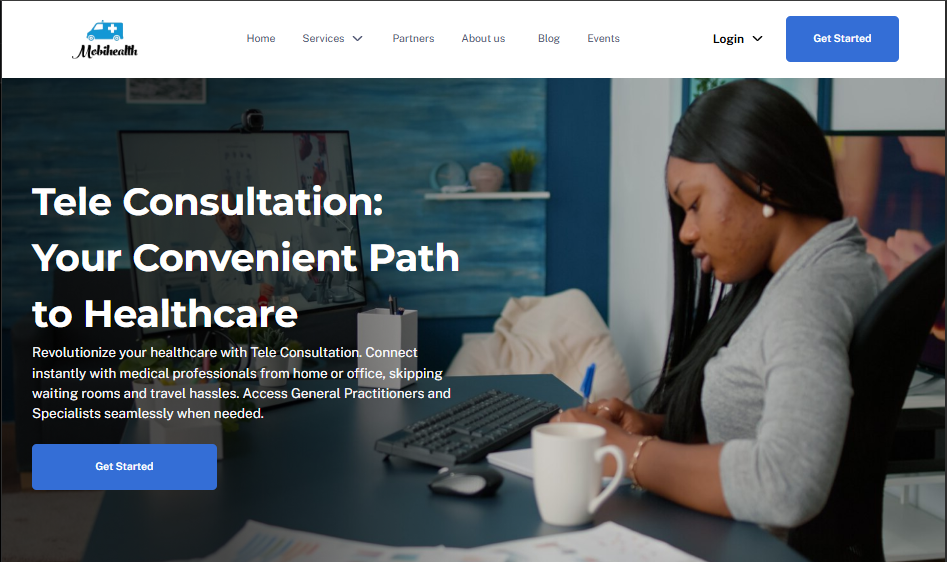 Mobihealth
Home Services Partners About us Blog Events Login Get Started
Tele Consultation:
Your Convenient Path
to Healthcare
Revolutionize your healthcare with Tele Consultation. Connect
instantly with medical professionals from home or office, skipping
waiting rooms and travel hassles. Access General Practitioners and
Specialists seamlessly when needed.
Get Started